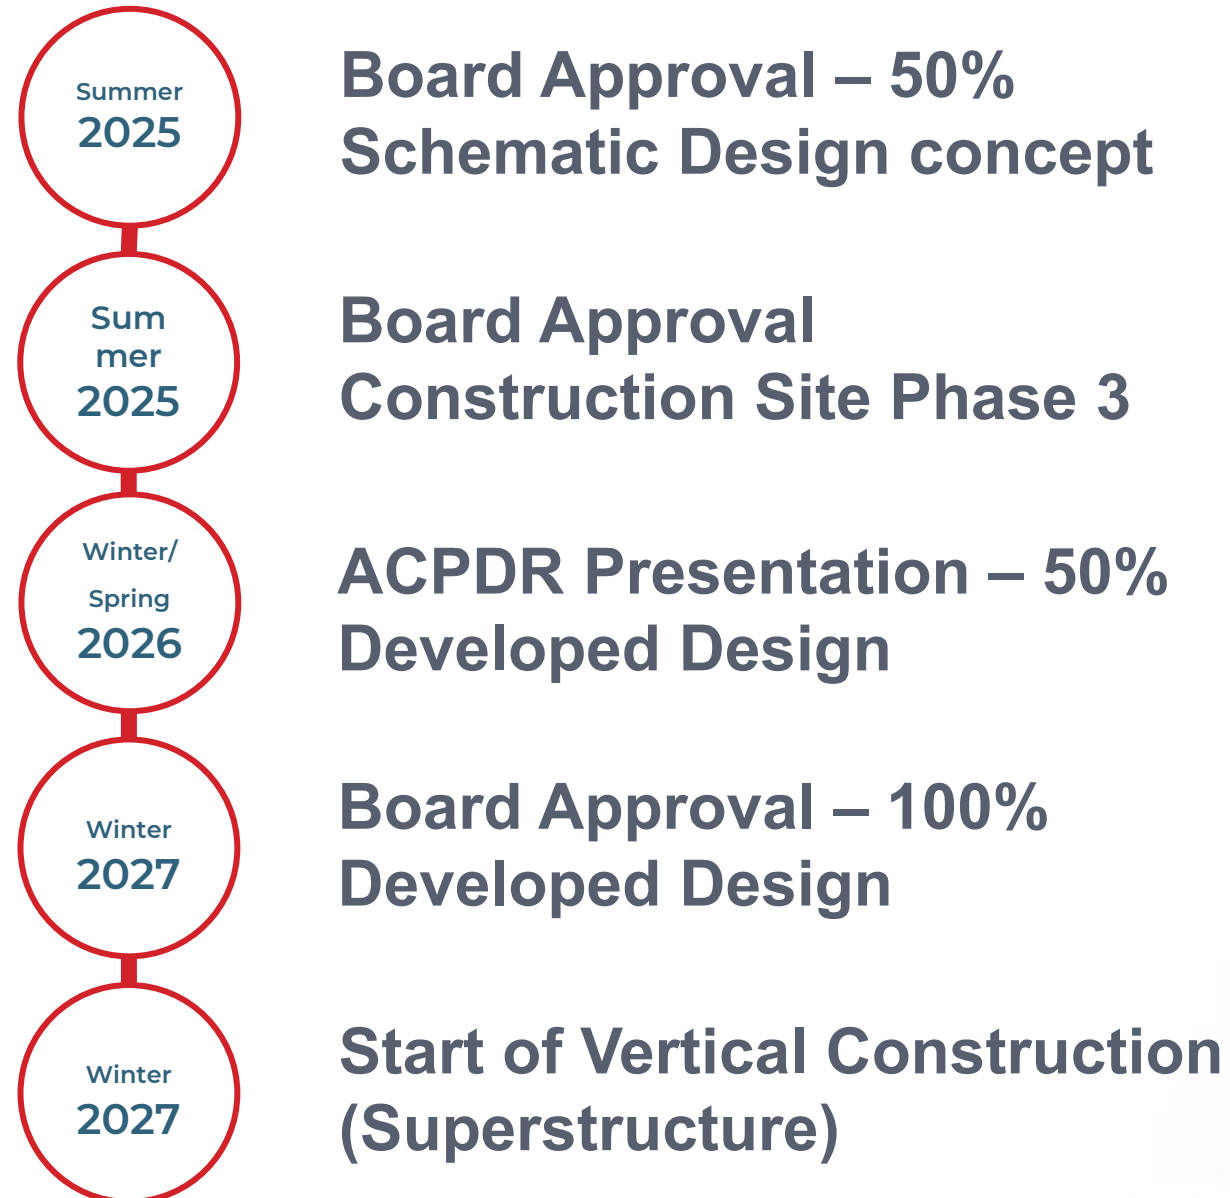 Summer
2025
Board Approval – 50%
Schematic Design concept
Sum
mer
2025
Board Approval
Construction Site Phase 3
Winter/
Spring
2026
ACPDR Presentation – 50%
Developed Design
Winter
2027
Board Approval – 100%
Developed Design
Winter
2027
Start of Vertical Construction
(Superstructure)